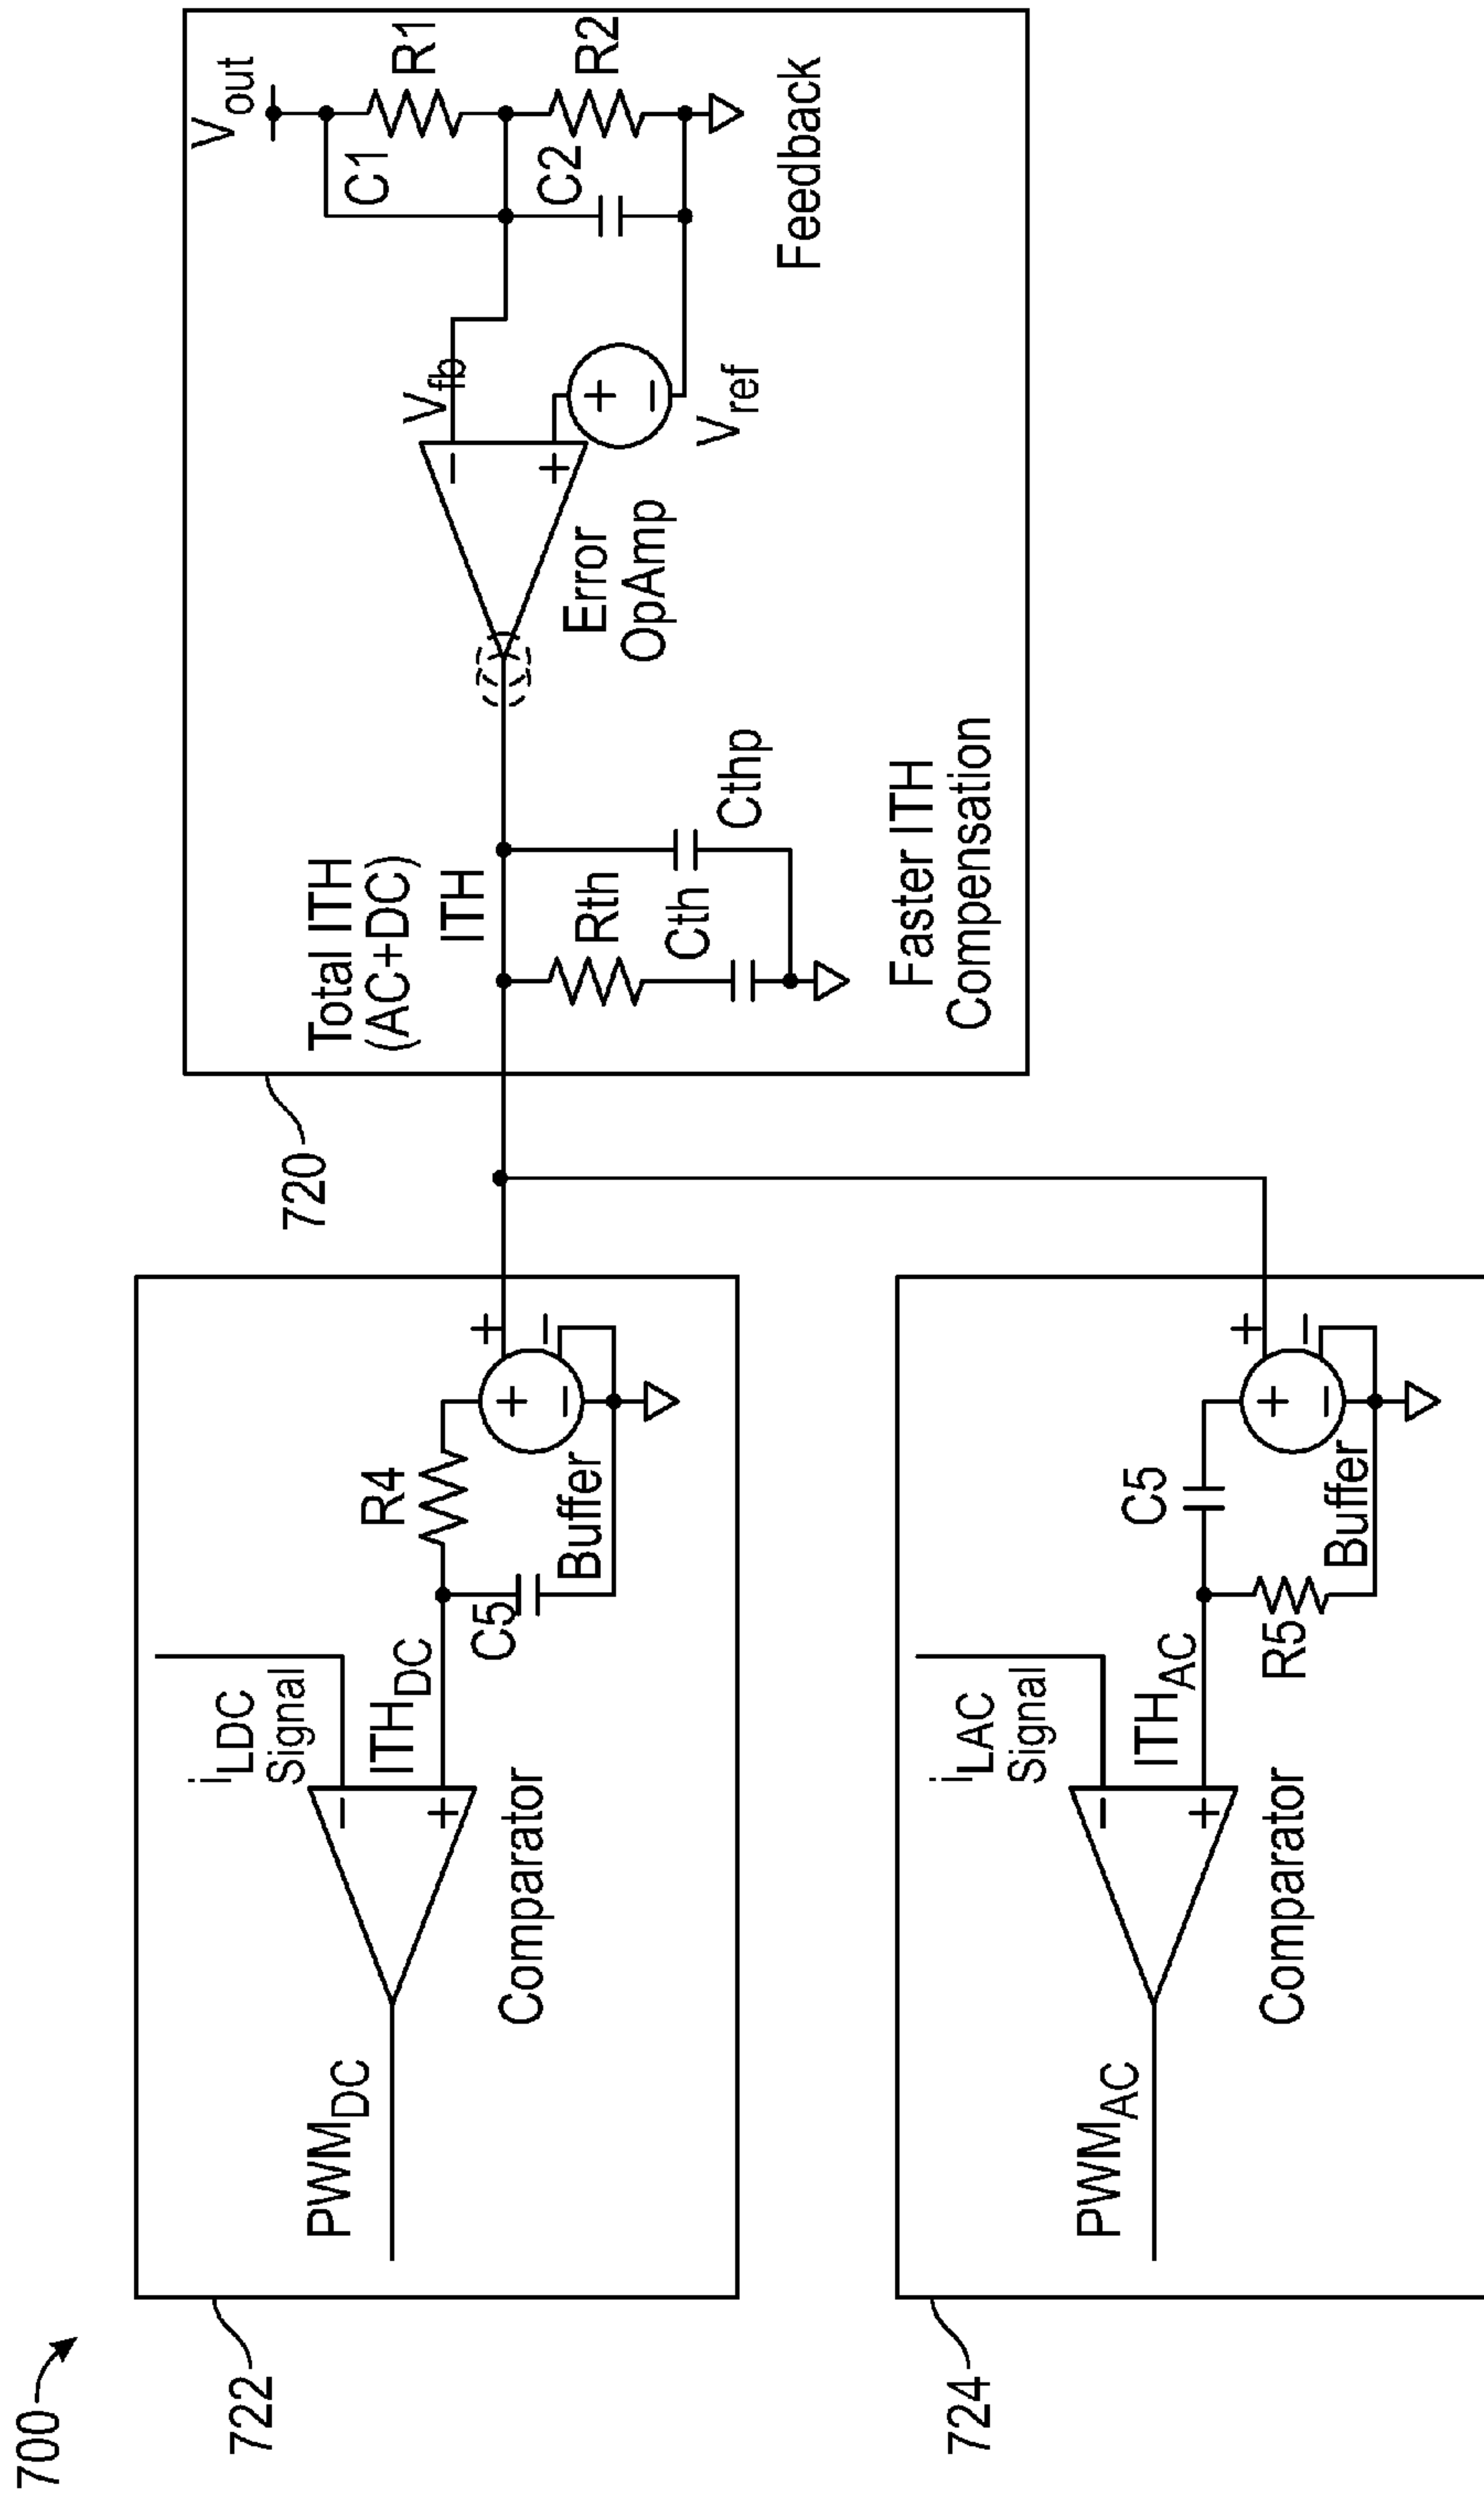 700
722
PWMDC
iLDC
Signal
ITHDC
−
+
Comparator
R4
C5
Buffer
+
−
+
−
720
Total ITH
(AC+DC)
ITH
Rth
Cth
Cthp
Faster ITH
Compensation
Error
OpAmp
−
+
Vfb
+
−
Vref
Vout
C1
R1
C2
R2
Feedback
724
PWMAC
iLAC
Signal
ITHAC
−
+
Comparator
C5
R5
Buffer
+
−
+
−